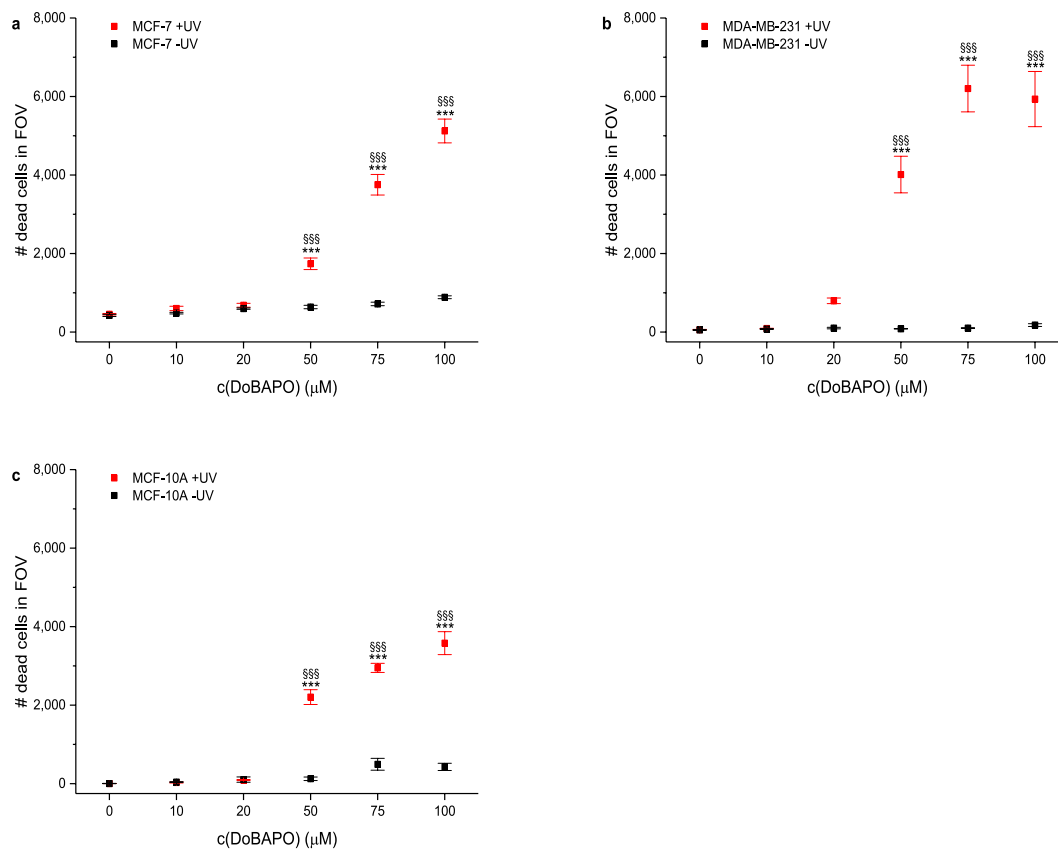 a
8,000
MCF-7 +UV
MCF-7 -UV
6,000
4,000
2,000
0
# dead cells in FOV
§§§
***
§§§
***
§§§
***
0 10 20 50 75 100
c(DoBAPO) (μM)
b
8,000
MDA-MB-231 +UV
MDA-MB-231 -UV
6,000
4,000
2,000
0
# dead cells in FOV
§§§
***
§§§
***
§§§
***
0 10 20 50 75 100
c(DoBAPO) (μM)
c
8,000
MCF-10A +UV
MCF-10A -UV
6,000
4,000
2,000
0
# dead cells in FOV
§§§
***
§§§
***
§§§
***
0 10 20 50 75 100
c(DoBAPO) (μM)